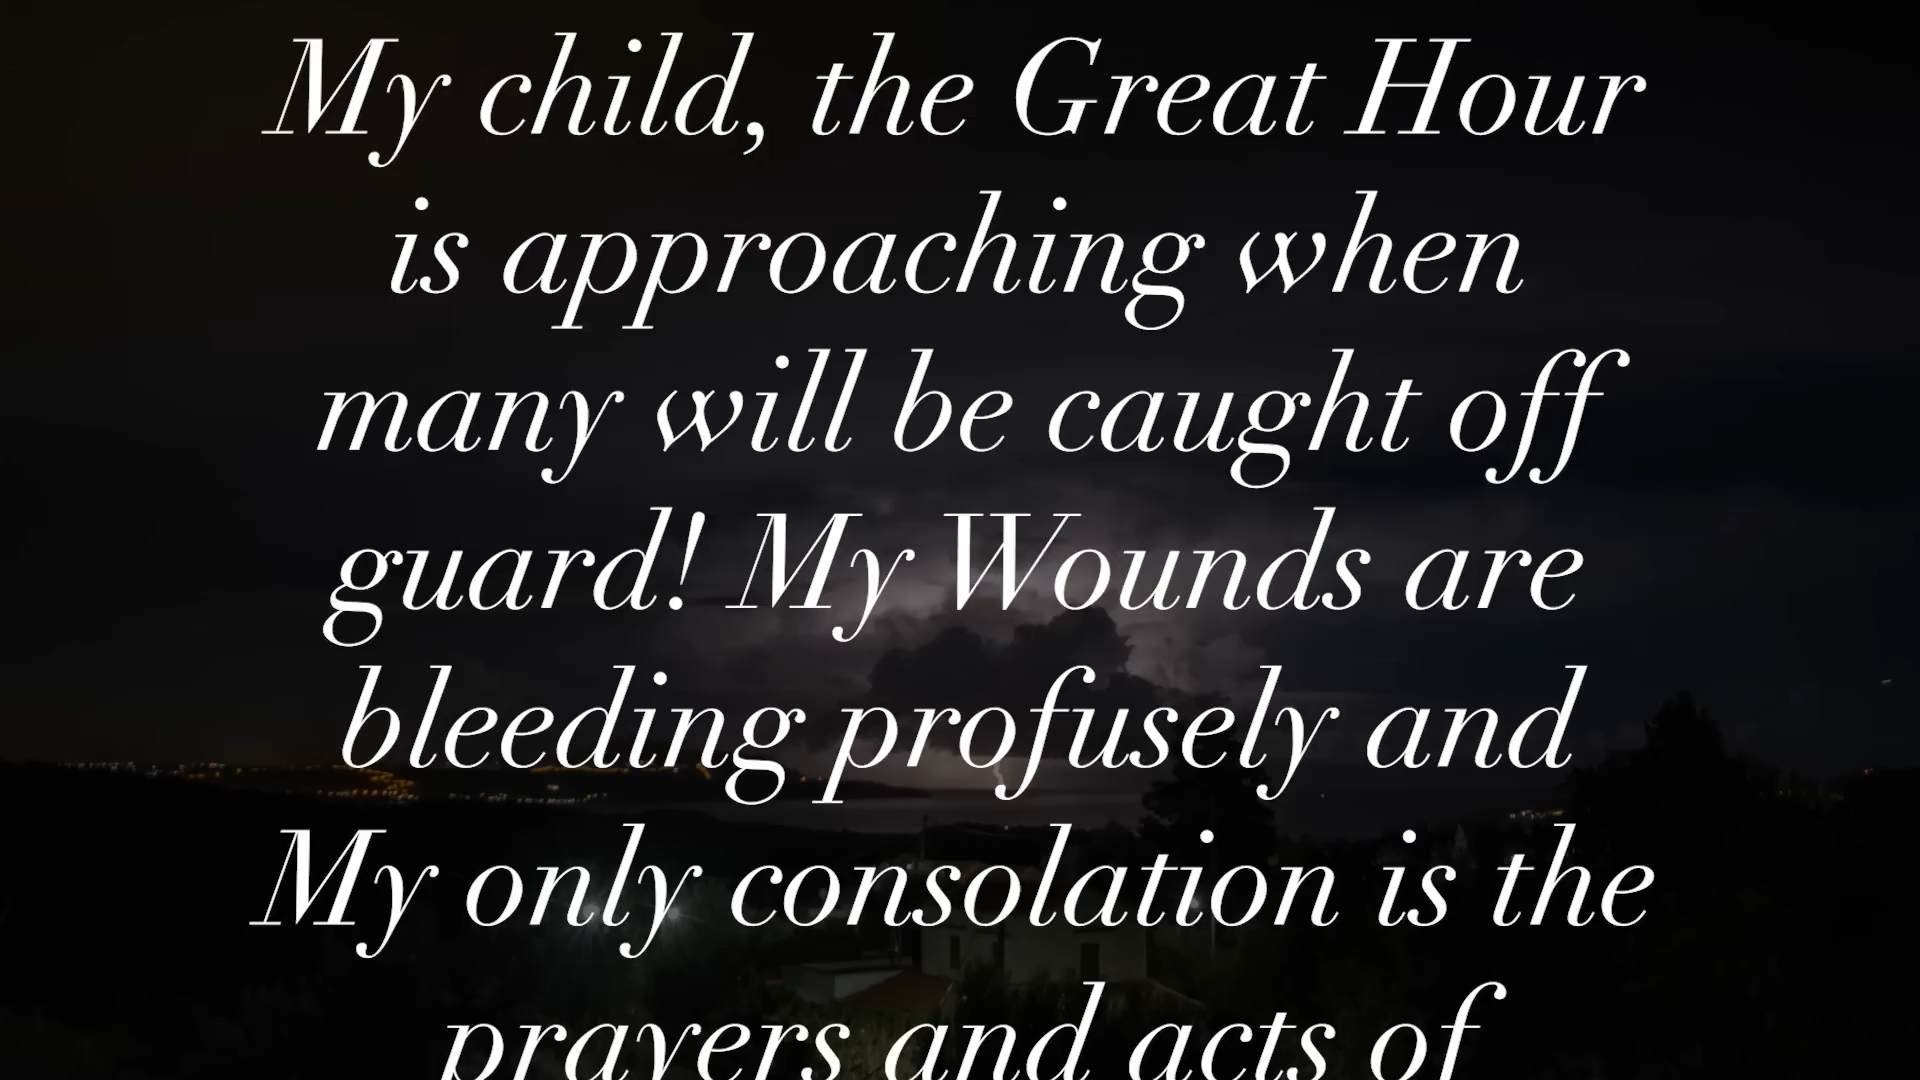 My child, the Great Hour
is approaching when
many will be caught off
guard! My Wounds are
bleeding profusely and
My only consolation is the
prayers and acts of